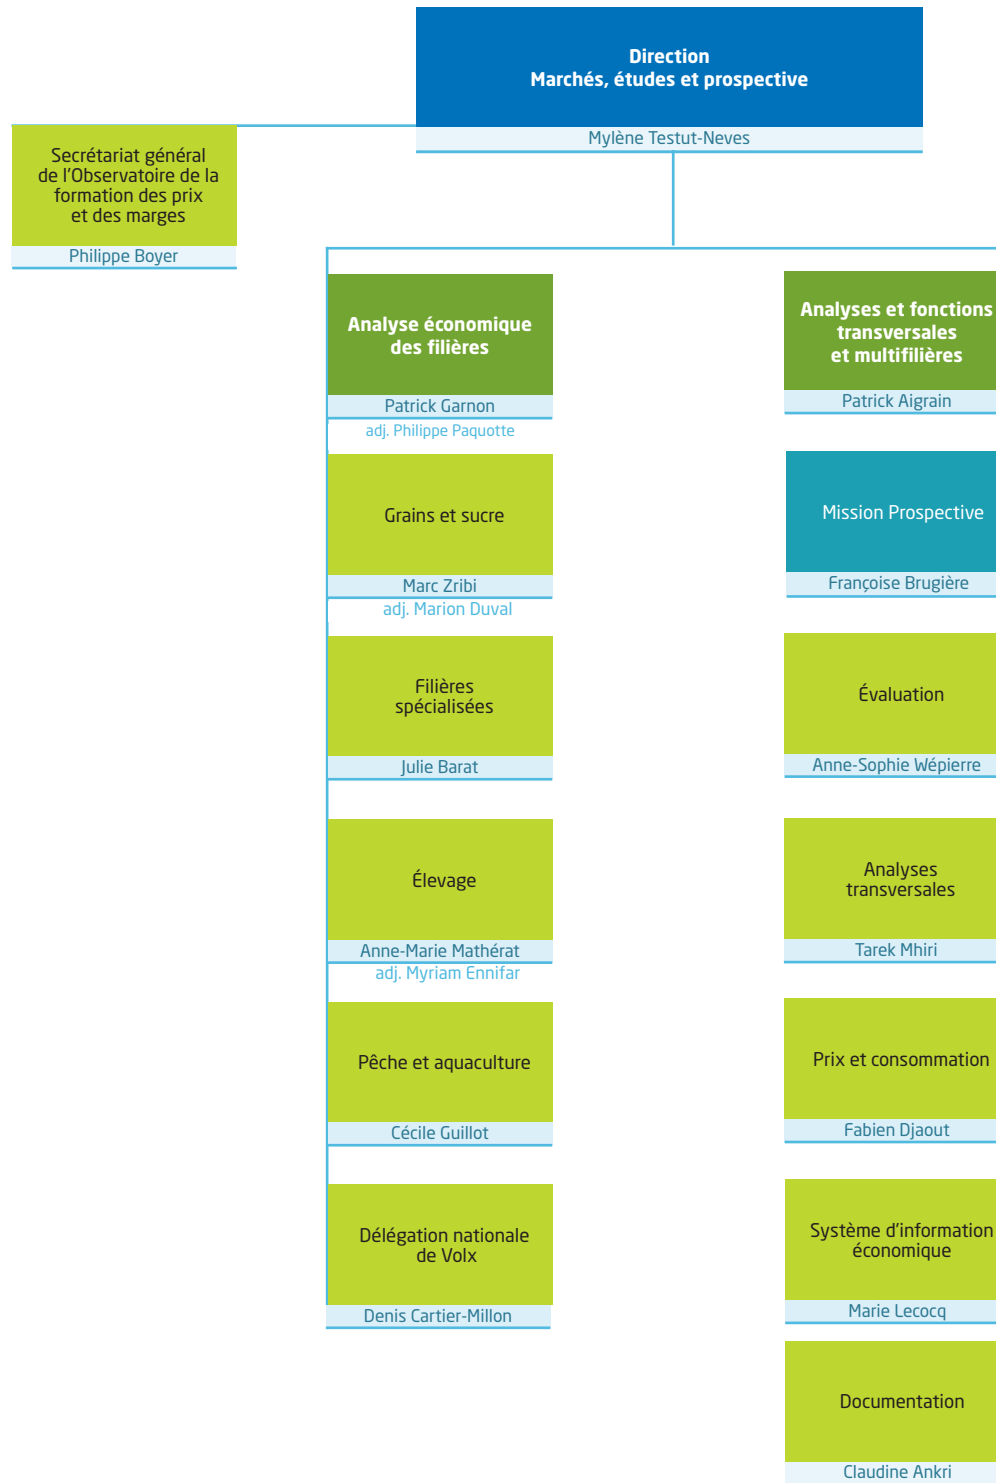 Direction
Marchés, études et prospective
Mylène Testut-Neves
Secrétariat général
de l'Observatoire de la
formation des prix
et des marges
Philippe Boyer
Analyse économique
des filières
Patrick Garnon
adj. Philippe Paquotte
Grains et sucre
Marc Zribi
adj. Marion Duval
Filières
spécialisées
Julie Barat
Élevage
Anne-Marie Mathérat
adj. Myriam Ennifar
Pêche et aquaculture
Cécile Guillot
Délégation nationale
de Volx
Denis Cartier-Millon
Analyses et fonctions
transversales
et multifilières
Patrick Aigrain
Mission Prospective
Françoise Brugière
Évaluation
Anne-Sophie Wépierre
Analyses
transversales
Tarek Mhiri
Prix et consommation
Fabien Djaout
Système d'information
économique
Marie Lecocq
Documentation
Claudine Ankri